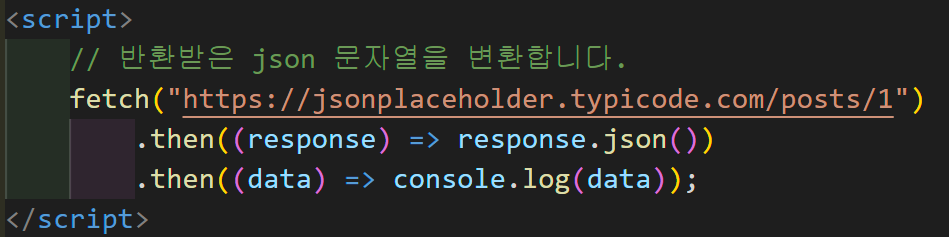 <script>
// 반환받은 json 문자열을 변환합니다.
fetch("https://jsonplaceholder.typicode.com/posts/1")
.then((response) => response.json())
.then((data) => console.log(data));
</script>